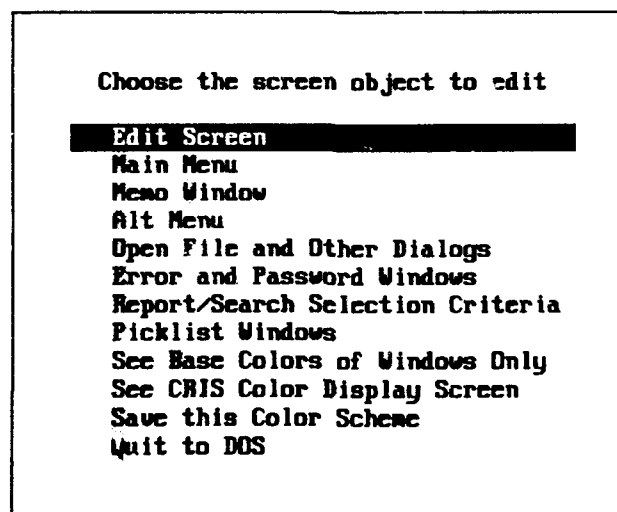 Choose the screen object to edit
Edit Screen
Main Menu
Memo Window
Alt Menu
Open File and Other Dialogs
Error and Password Windows
Report/Search Selection Criteria
Picklist Windows
See Base Colors of Windows Only
See CRIS Color Display Screen
Save this Color Scheme
Quit to DOS